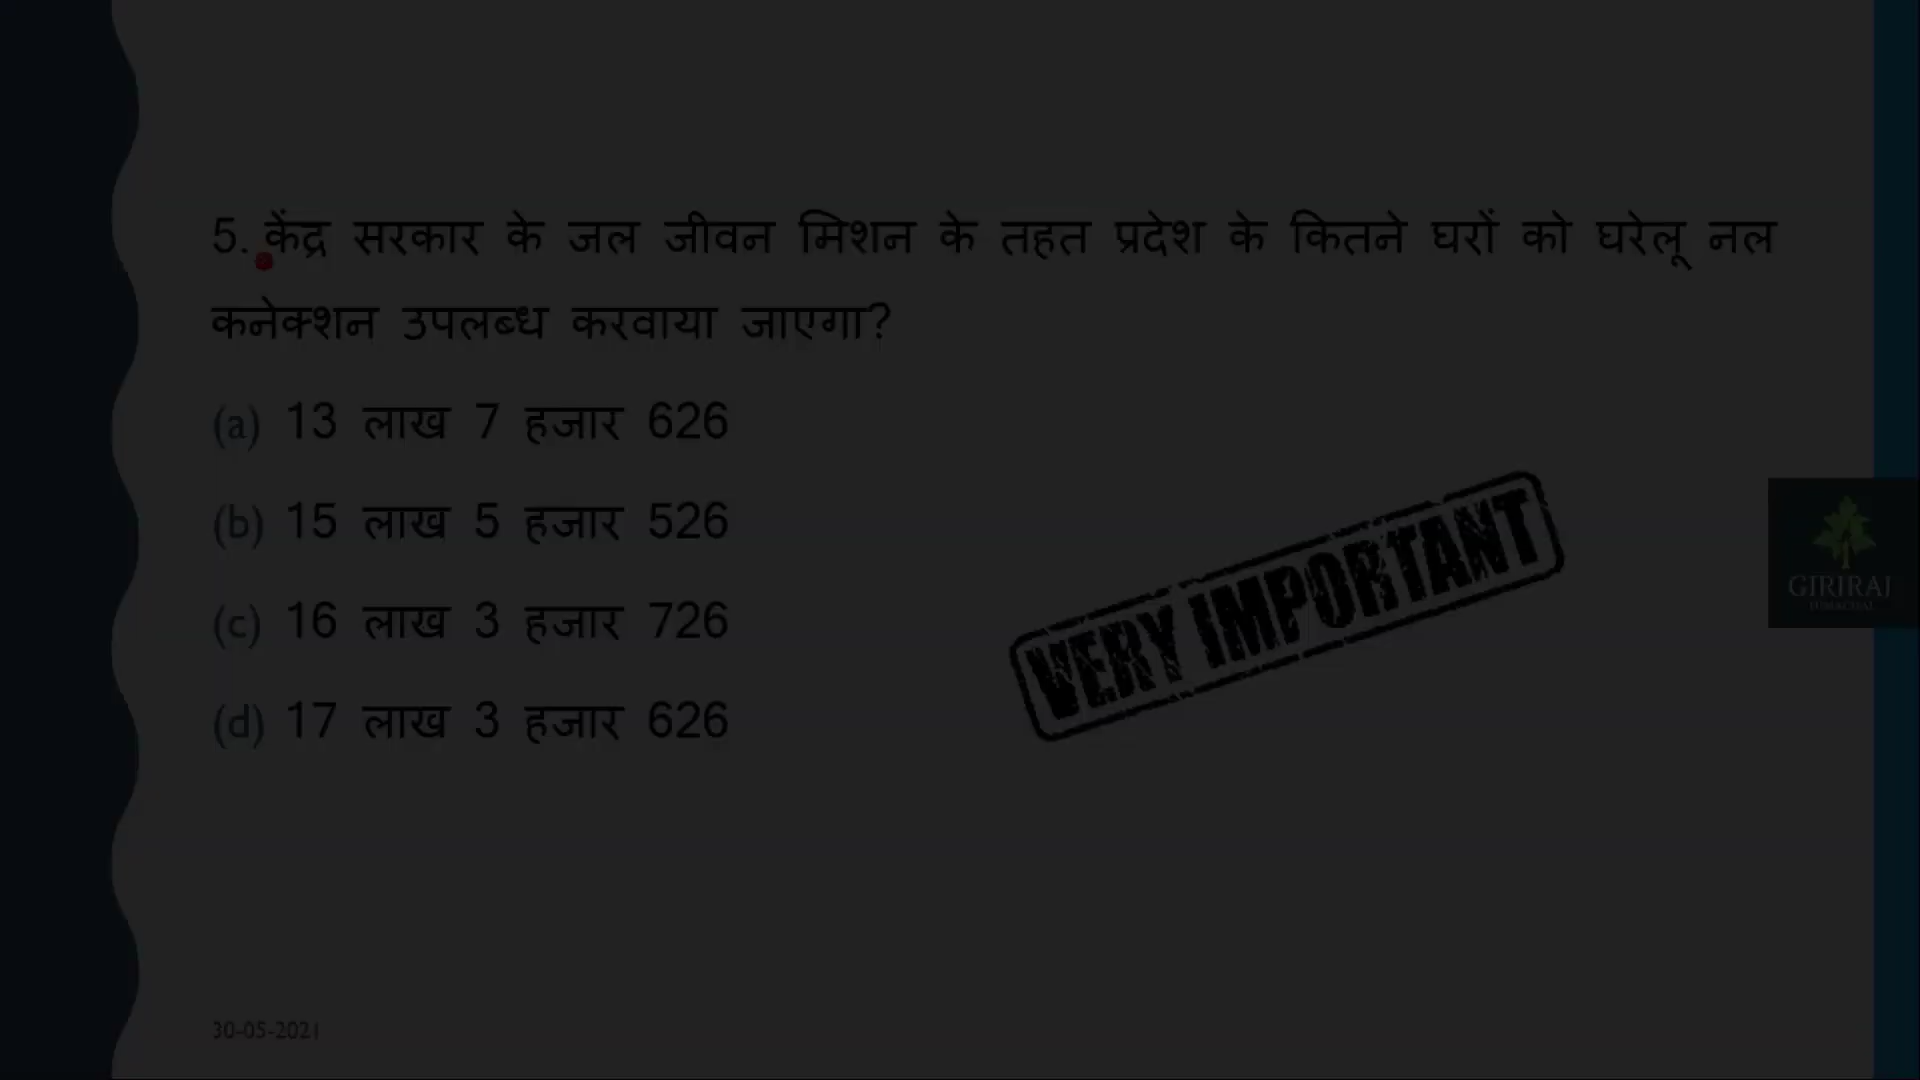 5. केंद्र सरकार के जल जीवन मिशन के तहत प्रदेश के कितने घरों को घरेलू नल
कनेक्शन उपलब्ध करवाया जाएगा?
(a) 13 लाख 7 हजार 626
(b) 15 लाख 5 हजार 526
(c) 16 लाख 3 हजार 726
(d) 17 लाख 3 हजार 626
VERY IMPORTANT
GIRIRAJ
30-05-2021